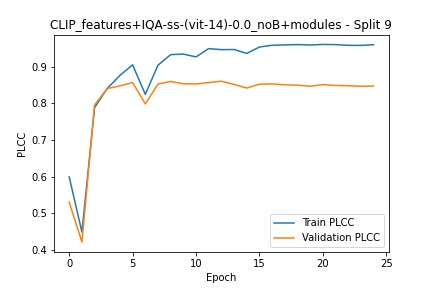 CLIP_features+IQA-ss-(vit-14)-0.0_noB+modules - Split 9
PLCC
0.9
0.8
0.7
0.6
0.5
0.4
Train PLCC
Validation PLCC
0 5 10 15 20 25
Epoch